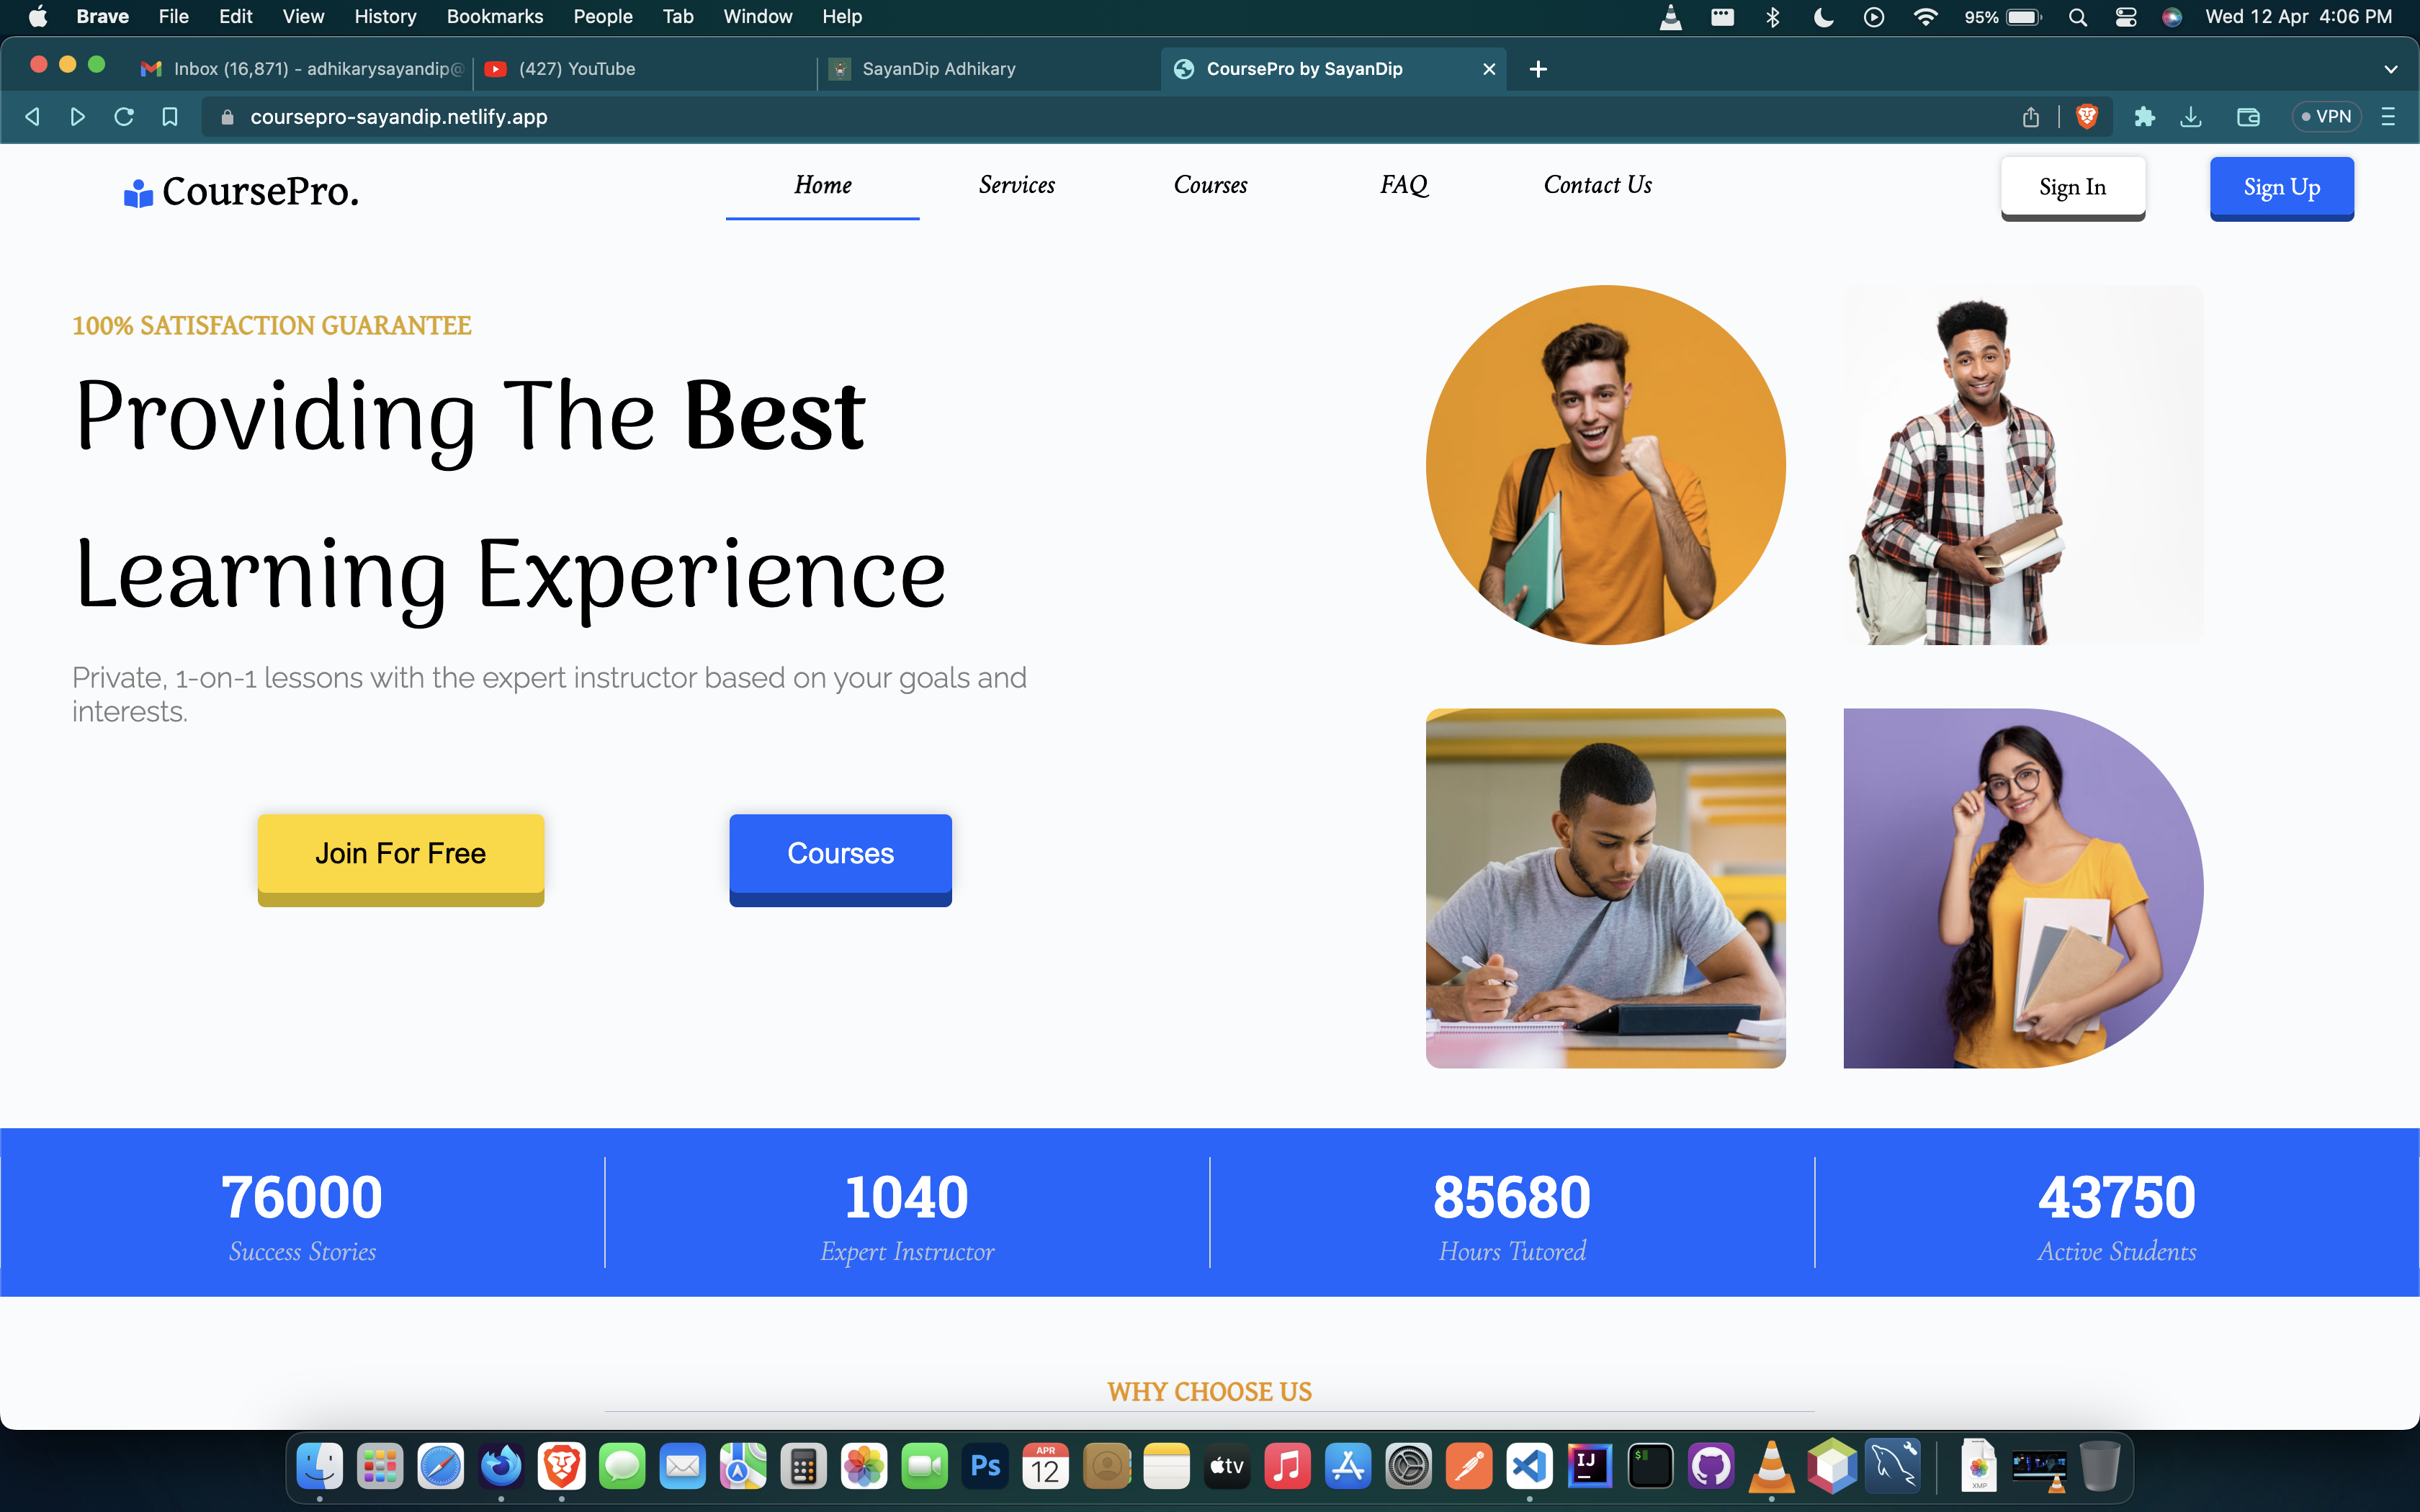 Brave File Edit View History Bookmarks People Tab Window Help 95% Wed 12 Apr 4:06 PM
Inbox (16,871) - adhikarysayandip@ (427) YouTube SayanDip Adhikary CoursePro by SayanDip
coursepro-sayandip.netlify.app VPN
CoursePro. Home Services Courses FAQ Contact Us Sign In Sign Up
100% SATISFACTION GUARANTEE
Providing The Best
Learning Experience
Private, 1-on-1 lessons with the expert instructor based on your goals and
interests.
Join For Free Courses
76000 1040 85680 43750
Success Stories Expert Instructor Hours Tutored Active Students
WHY CHOOSE US
Ps APR 12 tv IJ $ XMP